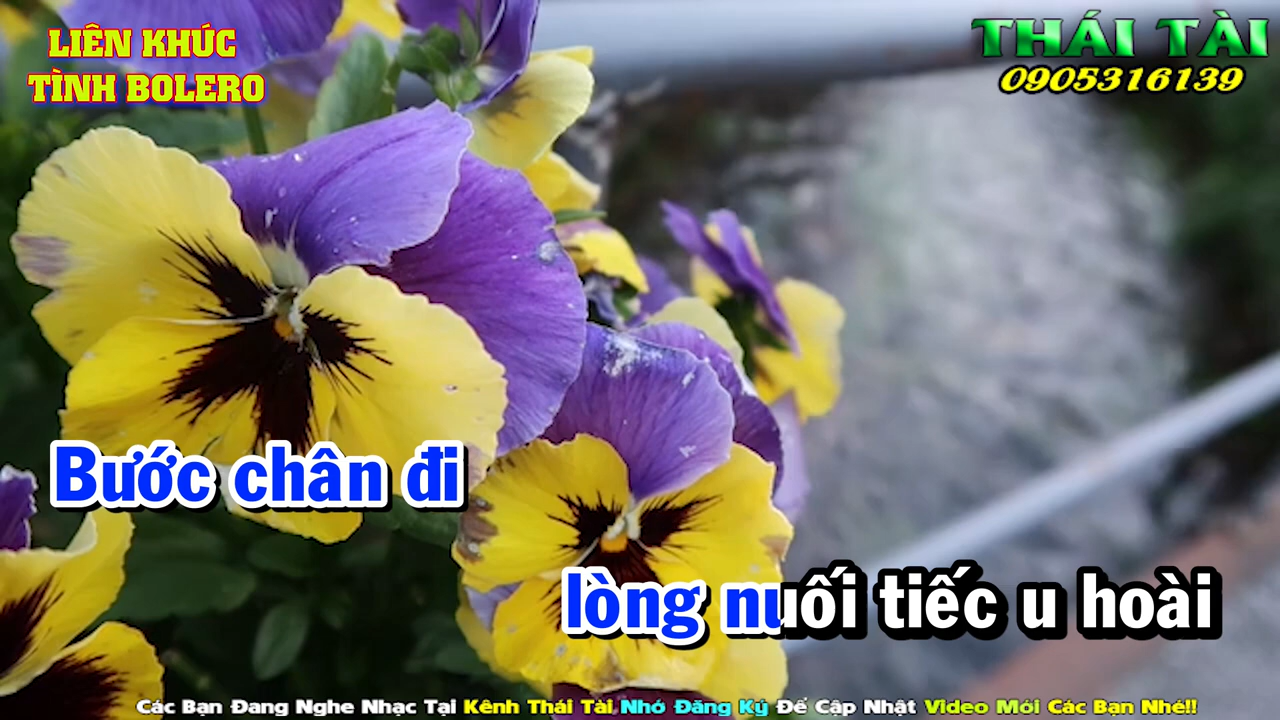 LIÊN KHÚC
TÌNH BOLERO
THÁI TÀI
0905316139
Bước chân đi
lòng nuối tiếc u hoài
Các Bạn Đang Nghe Nhạc Tại Kênh Thái Tài Nhớ Đăng Ký Để Cập Nhật Video Mới Các Bạn Nhé!!